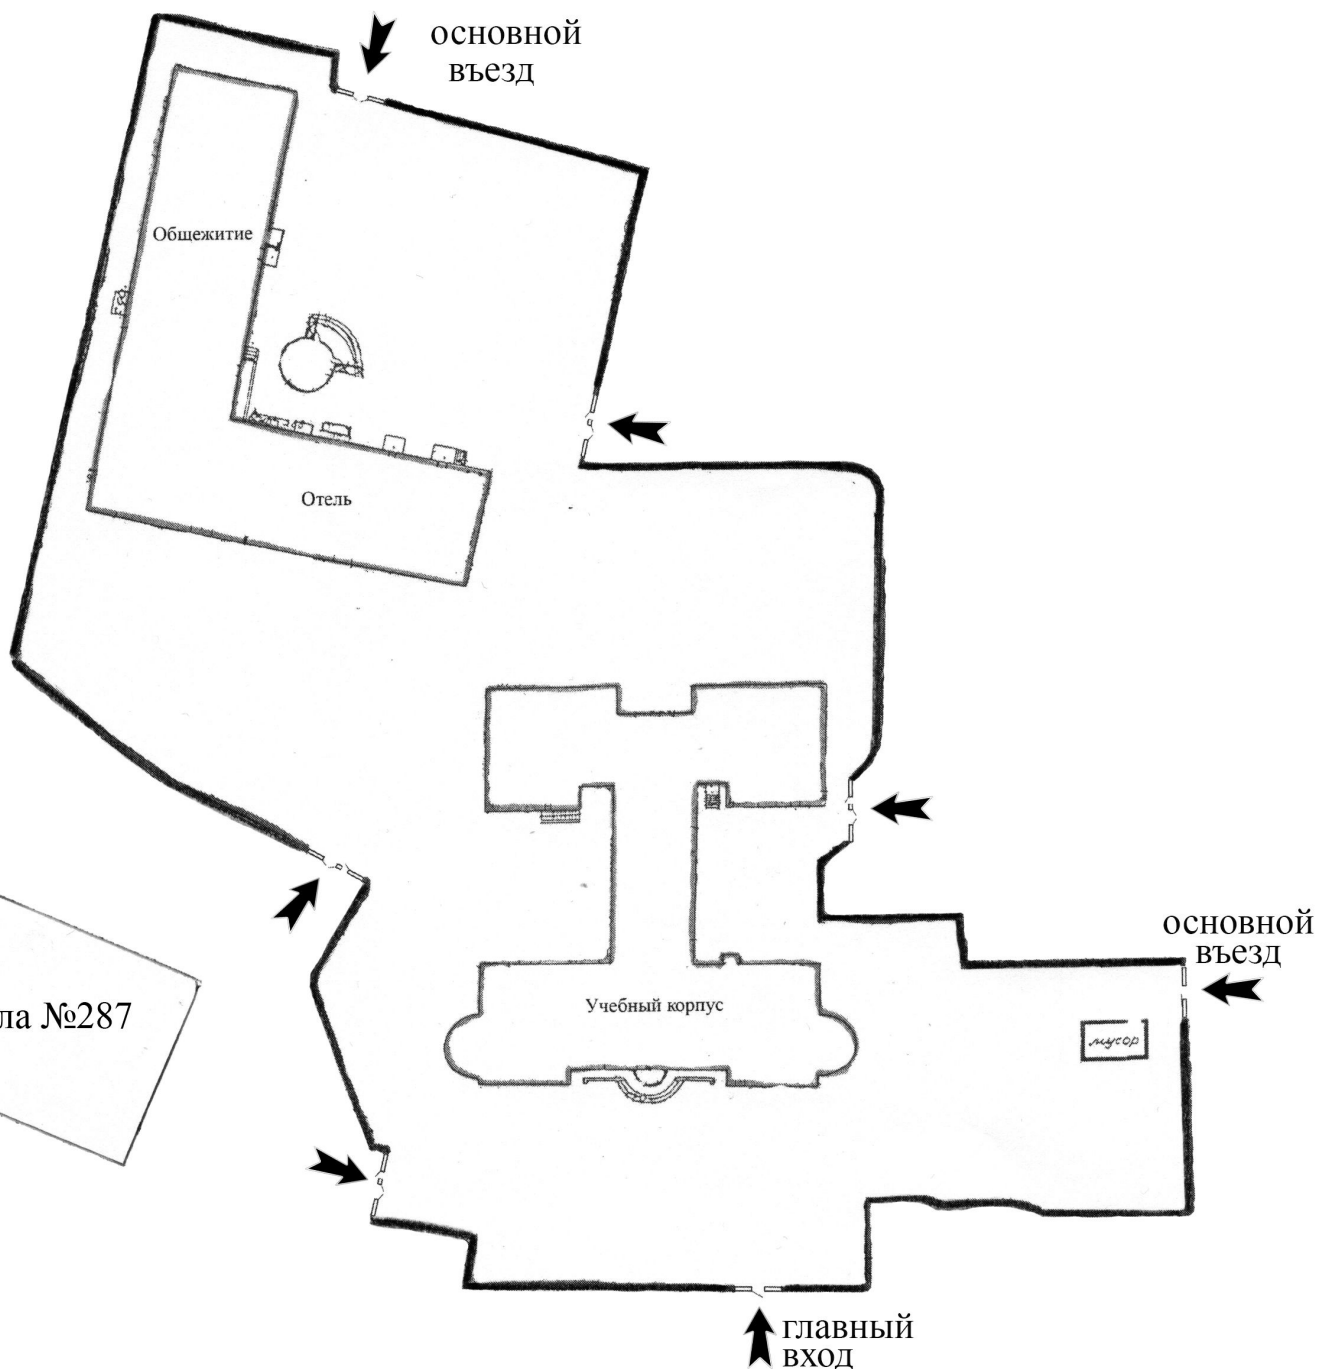 основной
въезд
Общежитие
Отель
основной
въезд
Учебный корпус
ла №287
мусор
главный
вход